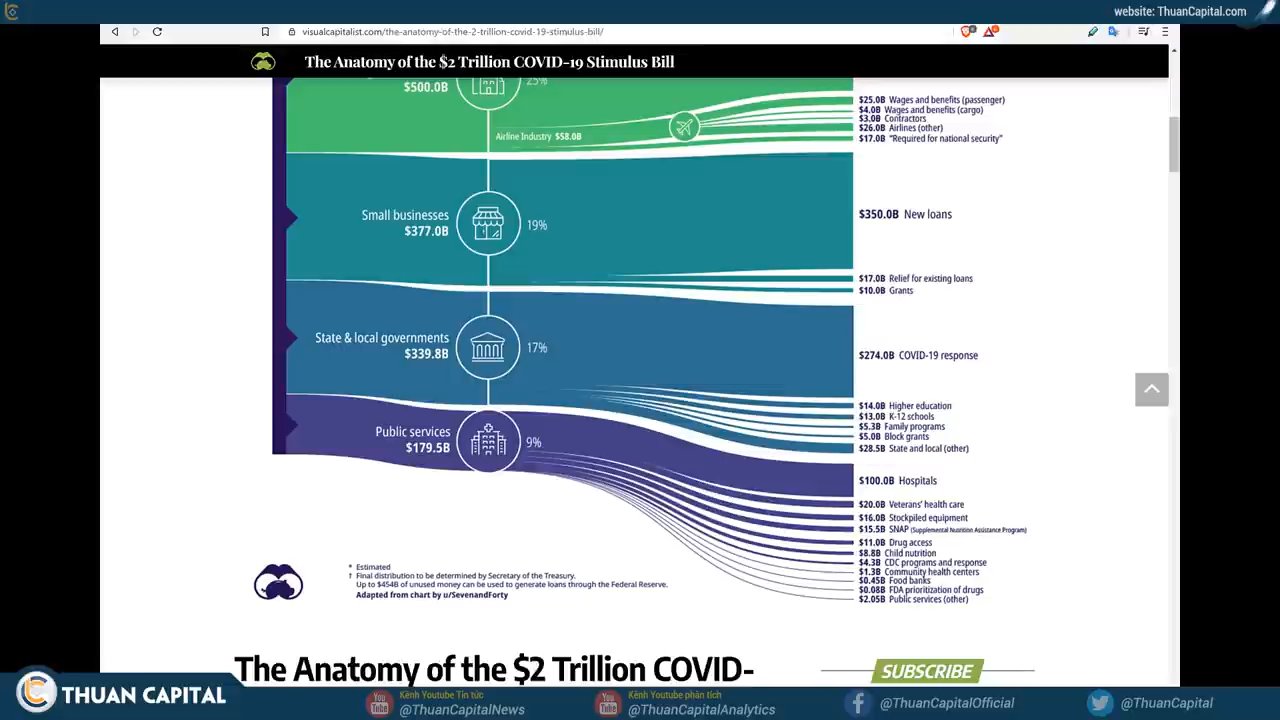 website: ThuanCapital.com
visualcapitalist.com/the-anatomy-of-the-2-trillion-covid-19-stimulus-bill/
The Anatomy of the $2 Trillion COVID-19 Stimulus Bill
$500.0B
25%
Airline Industry $58.0B
$25.0B Wages and benefits (passenger)
$4.0B Wages and benefits (cargo)
$3.0B Contractors
$26.0B Airlines (other)
$17.0B "Required for national security"
Small businesses
$377.0B
19%
$350.0B New loans
$17.0B Relief for existing loans
$10.0B Grants
State & local governments
$339.8B
17%
$274.0B COVID-19 response
$14.0B Higher education
$13.0B K-12 schools
$5.3B Family programs
$5.0B Block grants
$28.5B State and local (other)
Public services
$179.5B
9%
$100.0B Hospitals
$20.0B Veterans' health care
$16.0B Stockpiled equipment
$15.5B SNAP (Supplemental Nutrition Assistance Program)
$11.0B Drug access
$8.8B Child nutrition
$4.3B CDC programs and response
$1.3B Community health centers
$0.45B Food banks
$0.08B FDA prioritization of drugs
$2.05B Public services (other)
* Estimated
† Final distribution to be determined by Secretary of the Treasury.
Up to $454B of unused money can be used to generate loans through the Federal Reserve.
Adapted from chart by u/SevenandForty
The Anatomy of the $2 Trillion COVID-
SUBSCRIBE
THUAN CAPITAL
You Tube
Kênh Youtube Tin tức
@ThuanCapitalNews
You Tube
Kênh Youtube phân tích
@ThuanCapitalAnalytics
@ThuanCapitalOfficial
@ThuanCapital